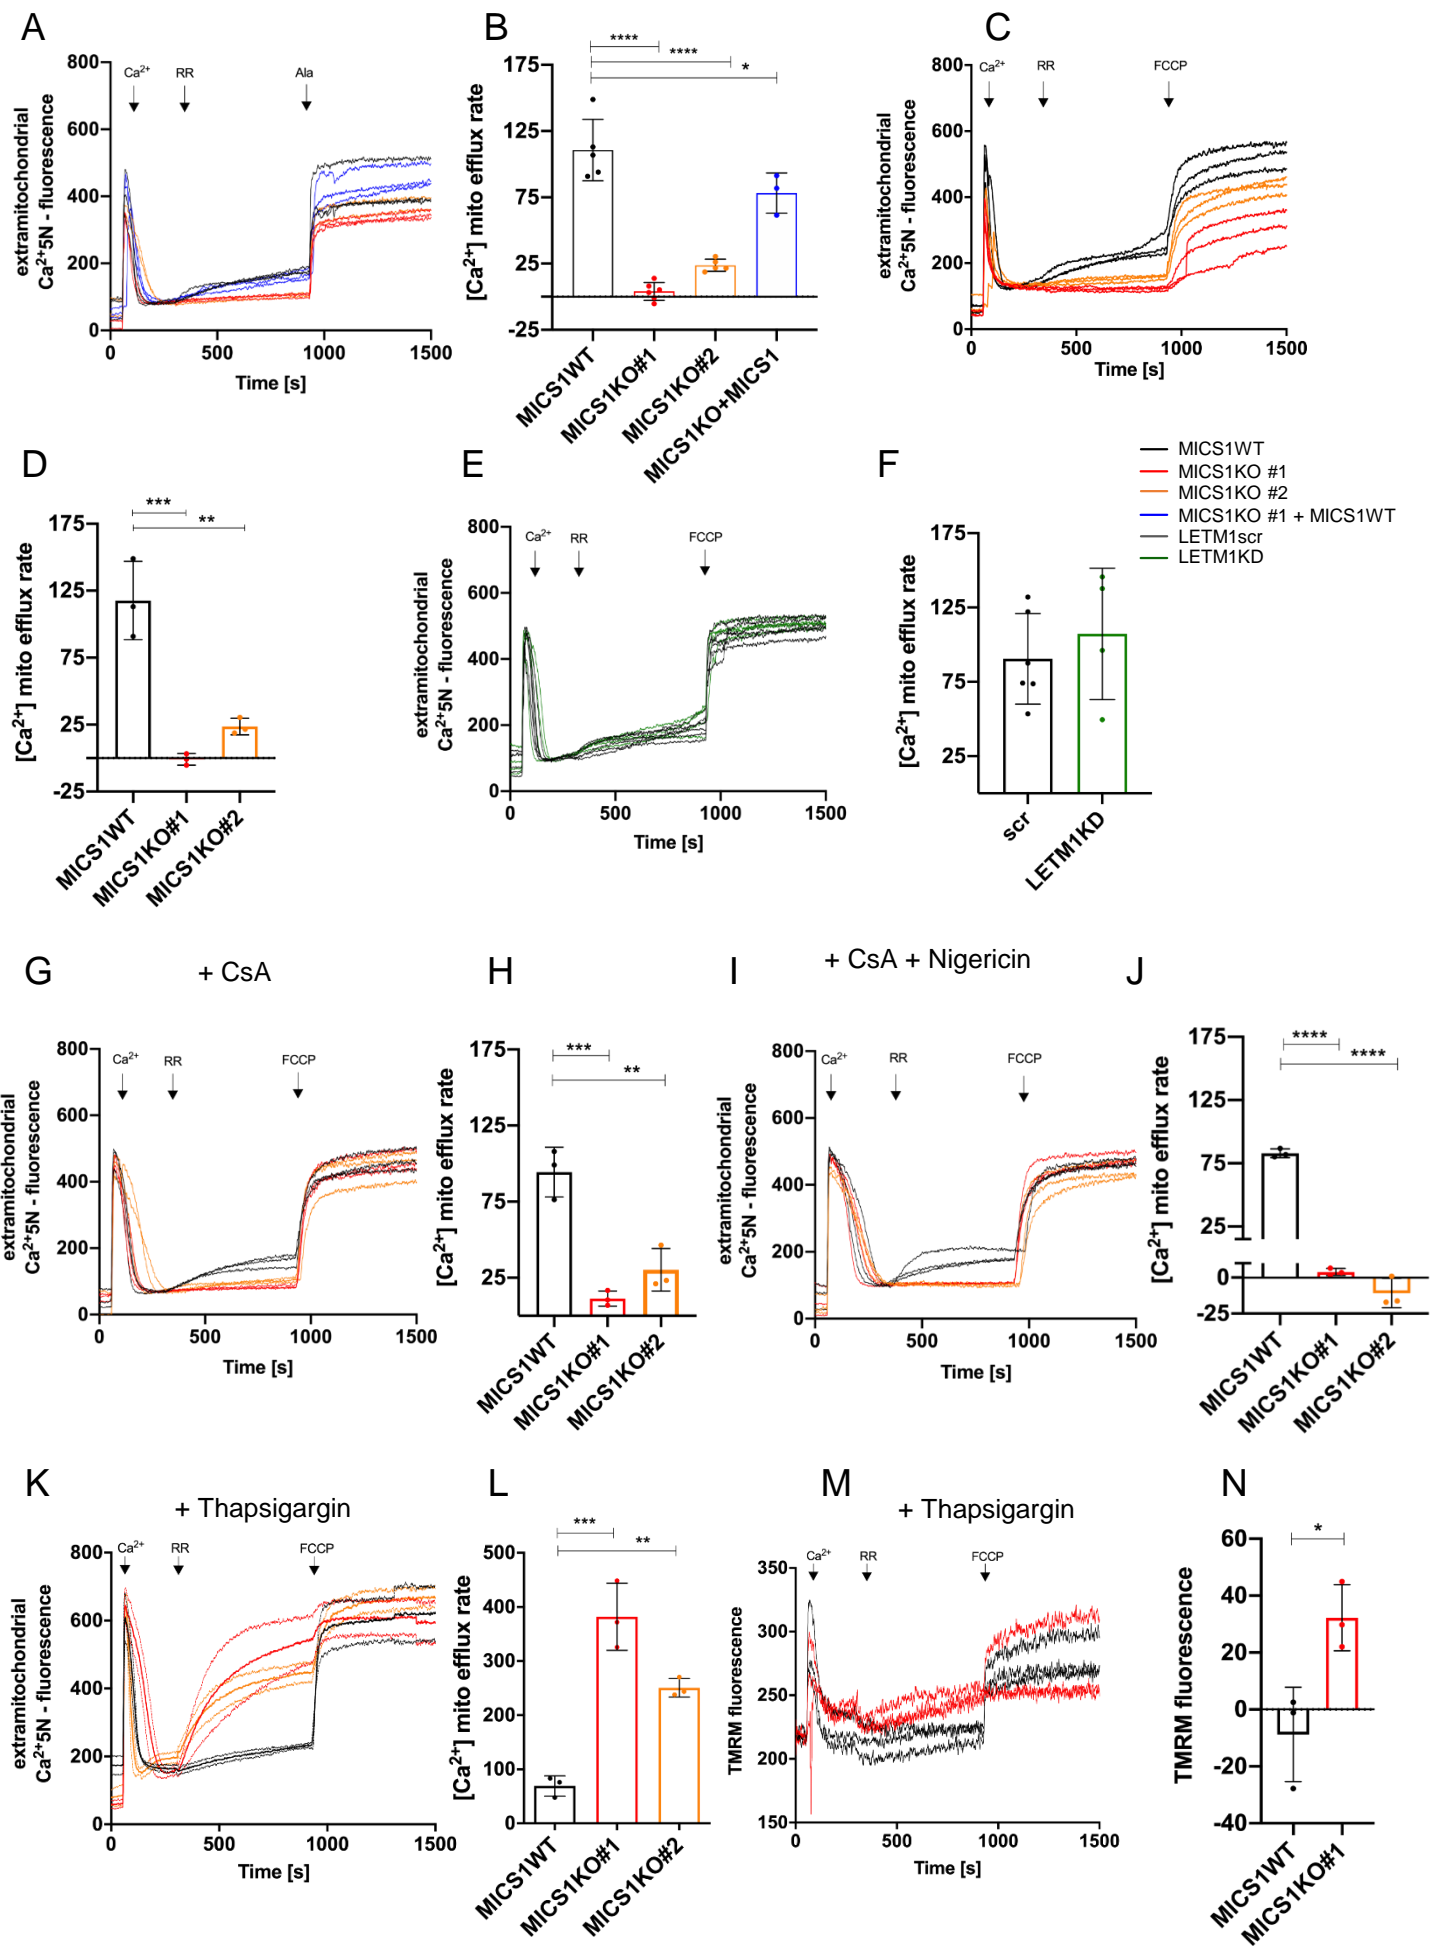 A
800
600
400
200
0
0
500
1000
1500
extramitochondrial
Ca²⁺5N - fluorescence
Time [s]
Ca²⁺
RR
Ala
B
175
125
75
25
-25
[Ca²⁺] mito efflux rate
****
****
*
MICS1WT
MICS1KO#1
MICS1KO#2
MICS1KO+MICS1
C
800
600
400
200
0
0
500
1000
1500
extramitochondrial
Ca²⁺5N - fluorescence
Time [s]
Ca²⁺
RR
FCCP
D
175
125
75
25
-25
[Ca²⁺] mito efflux rate
***
**
MICS1WT
MICS1KO#1
MICS1KO#2
E
800
600
400
200
0
0
500
1000
1500
extramitochondrial
Ca²⁺5N - fluorescence
Time [s]
Ca²⁺
RR
FCCP
F
175
125
75
25
[Ca²⁺] mito efflux rate
scr
LETM1KD
MICS1WT
MICS1KO #1
MICS1KO #2
MICS1KO #1 + MICS1WT
LETM1scr
LETM1KD
G
+ CsA
800
600
400
200
0
0
500
1000
1500
extramitochondrial
Ca²⁺5N - fluorescence
Time [s]
Ca²⁺
RR
FCCP
H
175
125
75
25
[Ca²⁺] mito efflux rate
***
**
MICS1WT
MICS1KO#1
MICS1KO#2
I
+ CsA + Nigericin
800
600
400
200
0
0
500
1000
1500
extramitochondrial
Ca²⁺5N - fluorescence
Time [s]
Ca²⁺
RR
FCCP
J
175
125
75
25
0
-25
[Ca²⁺] mito efflux rate
****
****
MICS1WT
MICS1KO#1
MICS1KO#2
K
+ Thapsigargin
800
600
400
200
0
0
500
1000
1500
extramitochondrial
Ca²⁺5N - fluorescence
Time [s]
Ca²⁺
RR
FCCP
L
500
400
300
200
100
0
[Ca²⁺] mito efflux rate
***
**
MICS1WT
MICS1KO#1
MICS1KO#2
M
+ Thapsigargin
350
300
250
200
150
0
500
1000
1500
TMRM fluorescence
Time [s]
Ca²⁺
RR
FCCP
N
60
40
20
0
-20
-40
TMRM fluorescence
*
MICS1WT
MICS1KO#1